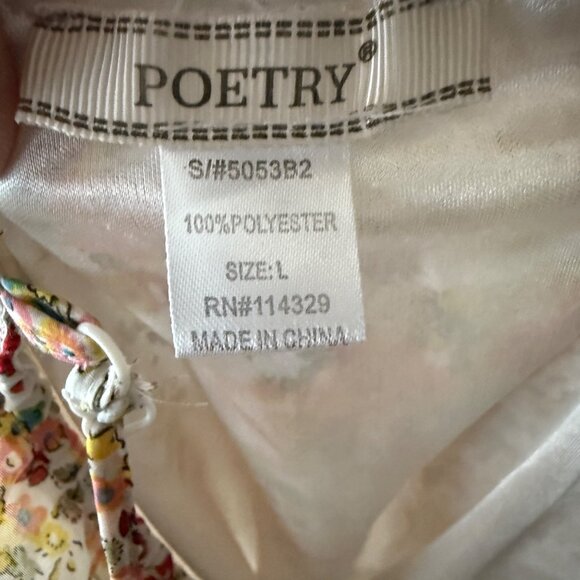 POETRY®
S/#5053B2
100%POLYESTER
SIZE: L
RN#114329
MADE IN CHINA